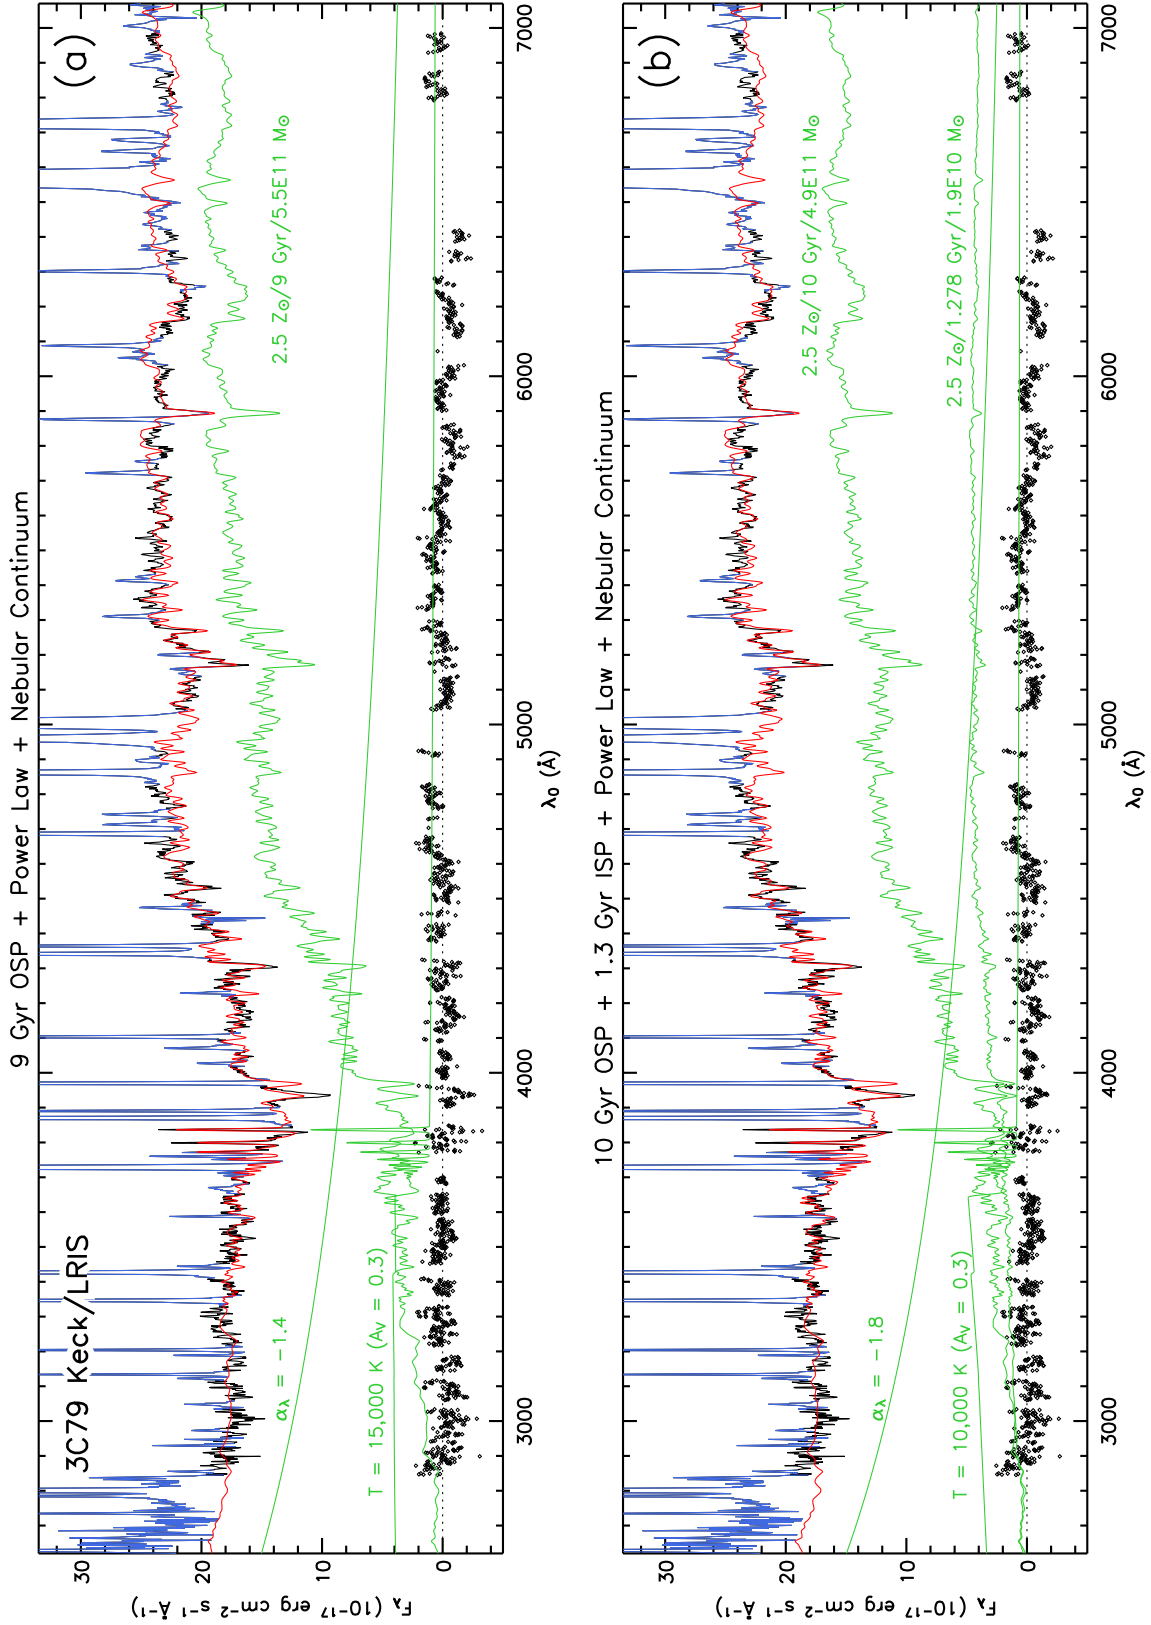 9 Gyr OSP + Power Law + Nebular Continuum
3C79 Keck/LRIS
(a)
2.5 Z⊙/9 Gyr/5.5E11 M⊙
αλ = −1.4
T = 15,000 K (Av = 0.3)
30
20
10
0
Fλ (10⁻¹⁷ erg cm⁻² s⁻¹ Å⁻¹)
3000
4000
5000
6000
7000
λ₀ (Å)
10 Gyr OSP + 1.3 Gyr ISP + Power Law + Nebular Continuum
(b)
2.5 Z⊙/10 Gyr/4.9E11 M⊙
2.5 Z⊙/1.278 Gyr/1.9E10 M⊙
αλ = −1.8
T = 10,000 K (Av = 0.3)
30
20
10
0
Fλ (10⁻¹⁷ erg cm⁻² s⁻¹ Å⁻¹)
3000
4000
5000
6000
7000
λ₀ (Å)